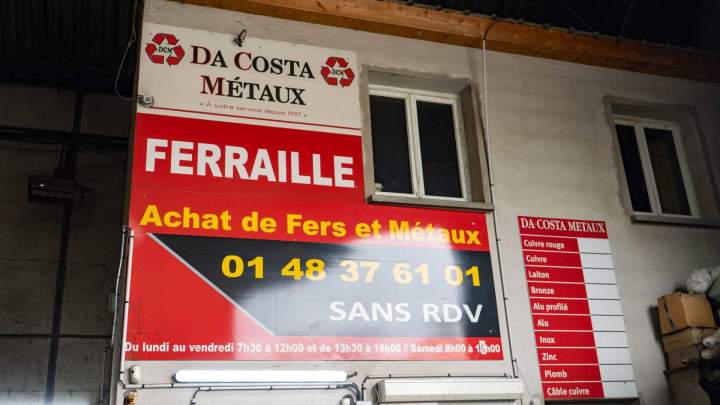 DCM
DA COSTA
MÉTAUX
DCM
« À votre service depuis 1997 »
FERRAILLE
Achat de Fers et Métaux
01 48 37 61 01
SANS RDV
Du lundi au vendredi 7h30 à 12h00 et de 13h30 à 18h00 // Samedi 8h00 à
DA COSTA METAUX
Cuivre rouge
Cuivre
Laiton
Bronze
Alu profilé
Alu
Inox
Zinc
Plomb
Câble cuivre